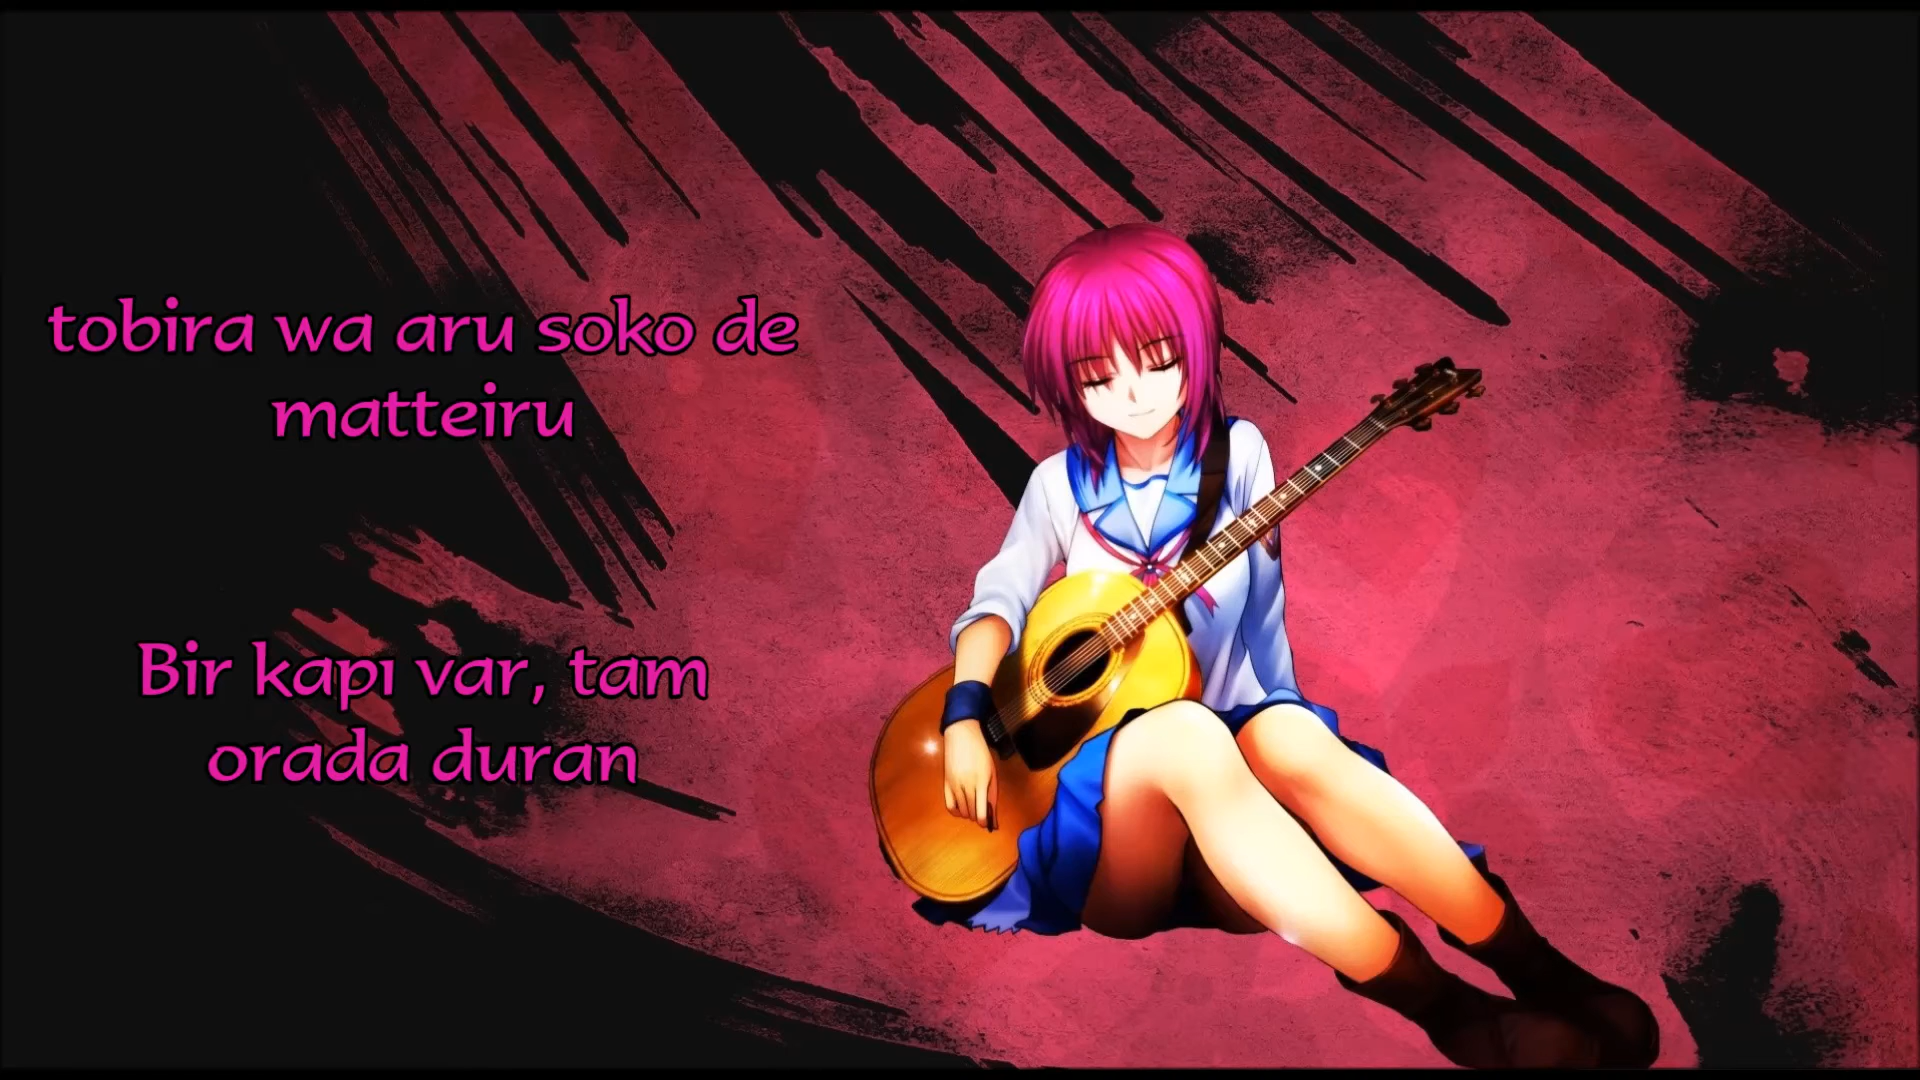 tobira wa aru soko de
matteiru
Bir kapı var, tam
orada duran